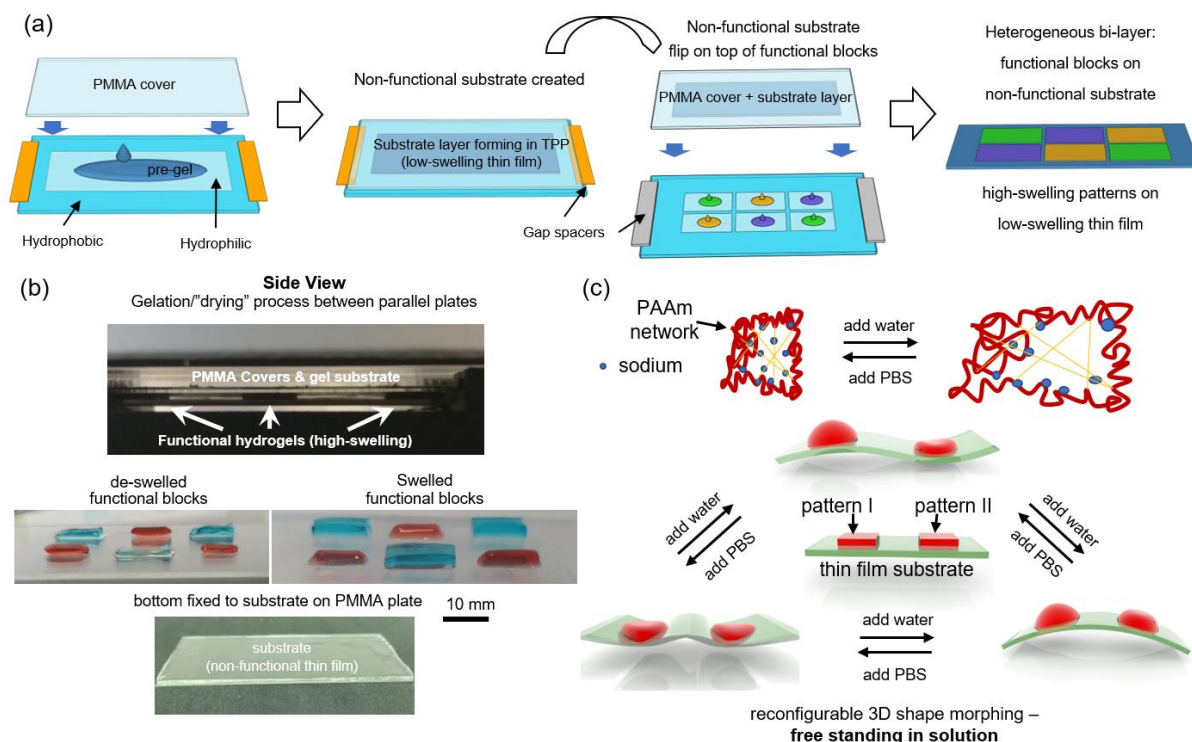 (a)
PMMA cover
pre-gel
Hydrophobic
Hydrophilic
Non-functional substrate created
Substrate layer forming in TPP
(low-swelling thin film)
Gap spacers
Non-functional substrate
flip on top of functional blocks
PMMA cover + substrate layer
Heterogeneous bi-layer:
functional blocks on
non-functional substrate
high-swelling patterns on
low-swelling thin film
(b)
Side View
Gelation/"drying" process between parallel plates
PMMA Covers & gel substrate
Functional hydrogels (high-swelling)
de-swelled
functional blocks
Swelled
functional blocks
bottom fixed to substrate on PMMA plate
10 mm
substrate
(non-functional thin film)
(c)
PAAm
network
sodium
add water
add PBS
add water
add PBS
pattern I
pattern II
thin film substrate
add water
add PBS
add water
add PBS
reconfigurable 3D shape morphing –
free standing in solution